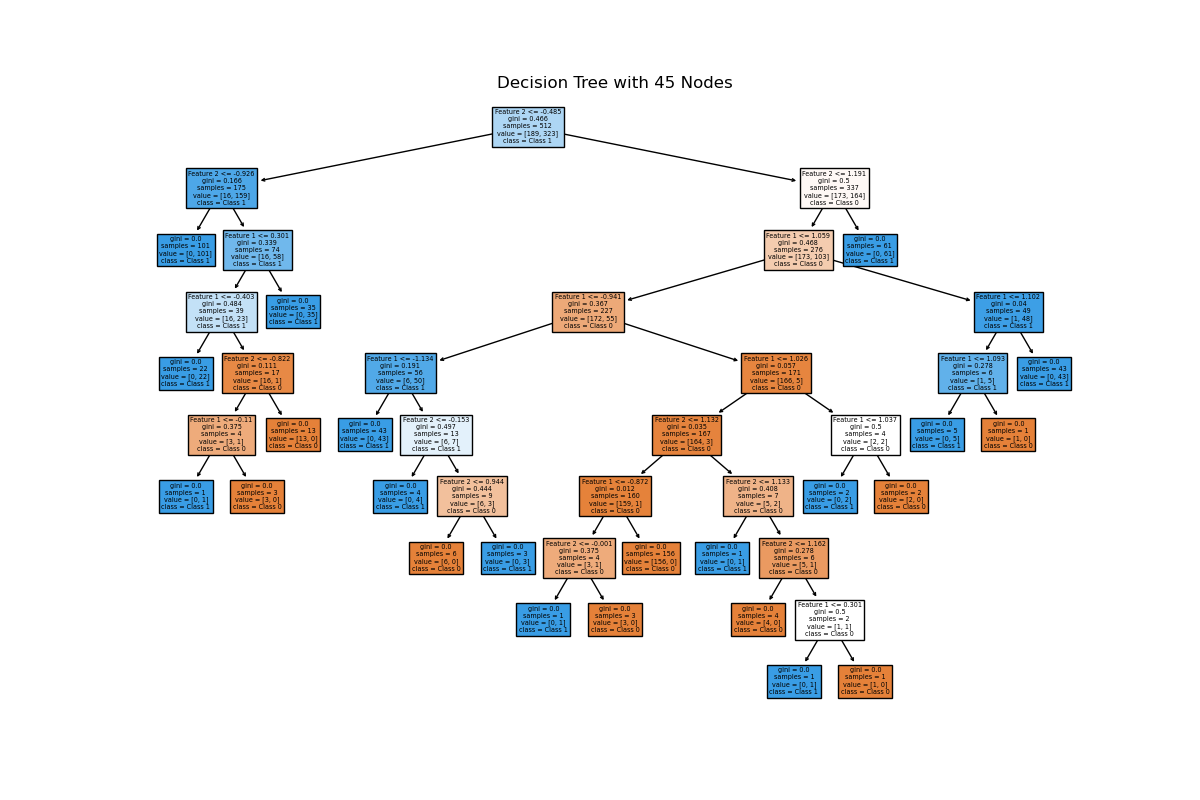 Decision Tree with 45 Nodes
Feature 2 <= -0.485
gini = 0.466
samples = 512
value = [189, 323]
class = Class 1
Feature 2 <= -0.926
gini = 0.166
samples = 175
value = [16, 159]
class = Class 1
Feature 2 <= 1.191
gini = 0.5
samples = 337
value = [173, 164]
class = Class 0
gini = 0.0
samples = 101
value = [0, 101]
class = Class 1
Feature 1 <= 0.301
gini = 0.339
samples = 74
value = [16, 58]
class = Class 1
Feature 1 <= 1.059
gini = 0.468
samples = 276
value = [173, 103]
class = Class 0
gini = 0.0
samples = 61
value = [0, 61]
class = Class 1
Feature 1 <= -0.403
gini = 0.484
samples = 39
value = [16, 23]
class = Class 1
gini = 0.0
samples = 35
value = [0, 35]
class = Class 1
Feature 1 <= -0.941
gini = 0.367
samples = 227
value = [172, 55]
class = Class 0
Feature 1 <= 1.102
gini = 0.04
samples = 49
value = [1, 48]
class = Class 1
gini = 0.0
samples = 22
value = [0, 22]
class = Class 1
Feature 2 <= -0.822
gini = 0.111
samples = 17
value = [16, 1]
class = Class 0
Feature 1 <= -1.134
gini = 0.191
samples = 56
value = [6, 50]
class = Class 1
Feature 1 <= 1.026
gini = 0.057
samples = 171
value = [166, 5]
class = Class 0
Feature 1 <= 1.093
gini = 0.278
samples = 6
value = [1, 5]
class = Class 1
gini = 0.0
samples = 43
value = [0, 43]
class = Class 1
Feature 1 <= -0.11
gini = 0.375
samples = 4
value = [3, 1]
class = Class 0
gini = 0.0
samples = 13
value = [13, 0]
class = Class 0
gini = 0.0
samples = 43
value = [0, 43]
class = Class 1
Feature 2 <= -0.153
gini = 0.497
samples = 13
value = [6, 7]
class = Class 1
Feature 2 <= 1.132
gini = 0.035
samples = 167
value = [164, 3]
class = Class 0
Feature 1 <= 1.037
gini = 0.5
samples = 4
value = [2, 2]
class = Class 0
gini = 0.0
samples = 5
value = [0, 5]
class = Class 1
gini = 0.0
samples = 1
value = [1, 0]
class = Class 0
gini = 0.0
samples = 1
value = [0, 1]
class = Class 1
gini = 0.0
samples = 3
value = [3, 0]
class = Class 0
gini = 0.0
samples = 4
value = [0, 4]
class = Class 1
Feature 2 <= 0.944
gini = 0.444
samples = 9
value = [6, 3]
class = Class 0
Feature 1 <= -0.872
gini = 0.012
samples = 160
value = [159, 1]
class = Class 0
Feature 2 <= 1.133
gini = 0.408
samples = 7
value = [5, 2]
class = Class 0
gini = 0.0
samples = 2
value = [0, 2]
class = Class 1
gini = 0.0
samples = 2
value = [2, 0]
class = Class 0
gini = 0.0
samples = 6
value = [6, 0]
class = Class 0
gini = 0.0
samples = 3
value = [0, 3]
class = Class 1
Feature 2 <= -0.001
gini = 0.375
samples = 4
value = [3, 1]
class = Class 0
gini = 0.0
samples = 156
value = [156, 0]
class = Class 0
gini = 0.0
samples = 1
value = [0, 1]
class = Class 1
Feature 2 <= 1.162
gini = 0.278
samples = 6
value = [5, 1]
class = Class 0
gini = 0.0
samples = 1
value = [0, 1]
class = Class 1
gini = 0.0
samples = 3
value = [3, 0]
class = Class 0
gini = 0.0
samples = 4
value = [4, 0]
class = Class 0
Feature 1 <= 0.301
gini = 0.5
samples = 2
value = [1, 1]
class = Class 0
gini = 0.0
samples = 1
value = [0, 1]
class = Class 1
gini = 0.0
samples = 1
value = [1, 0]
class = Class 0